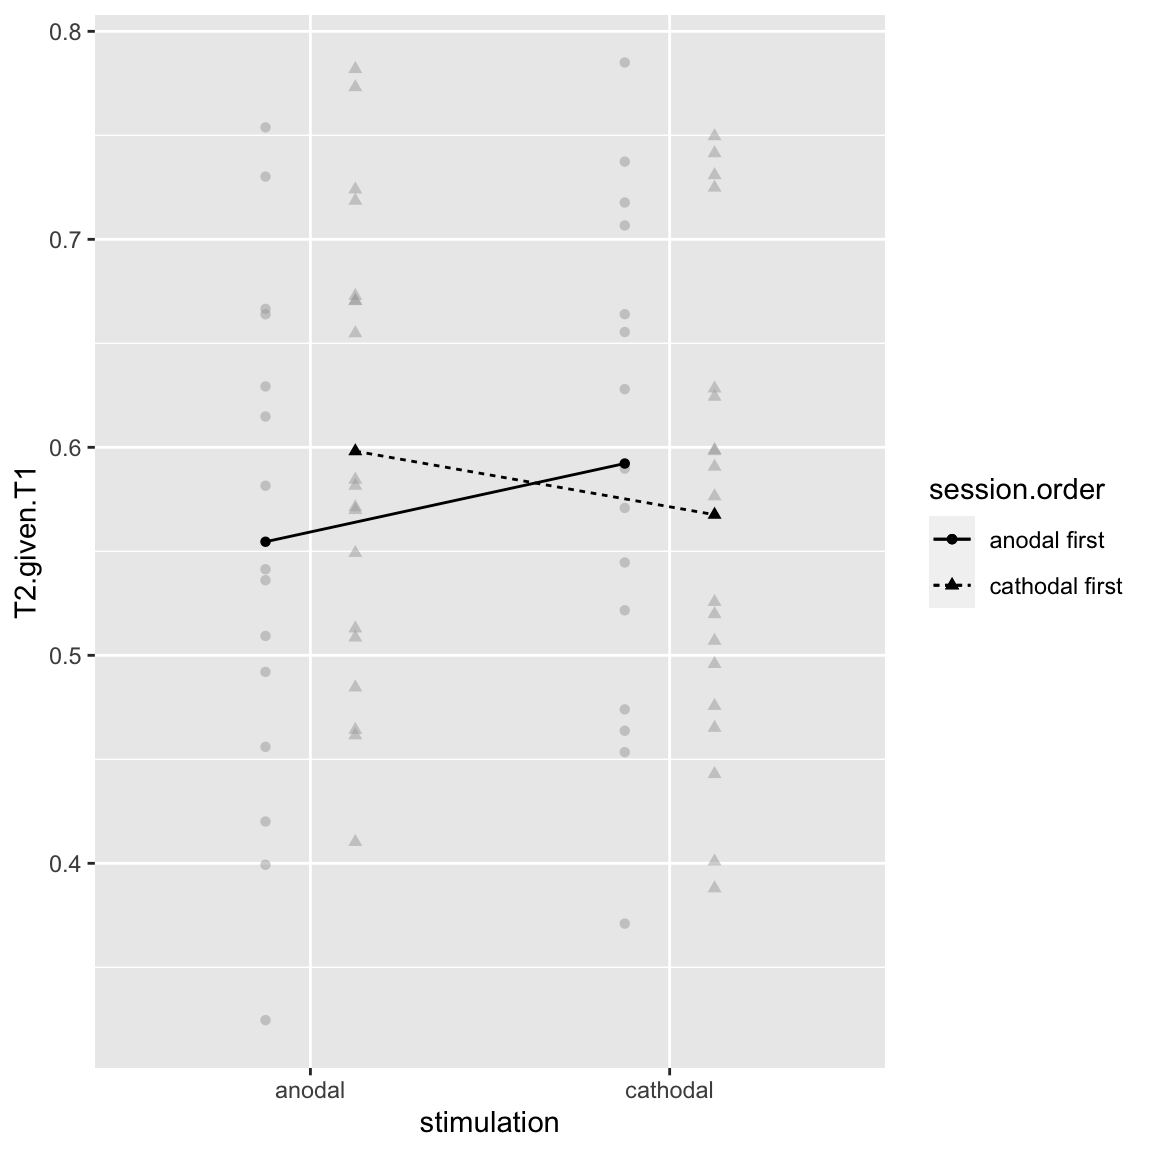 0.8
0.7
0.6
0.5
0.4
T2.given.T1
anodal
cathodal
stimulation
session.order
anodal first
cathodal first